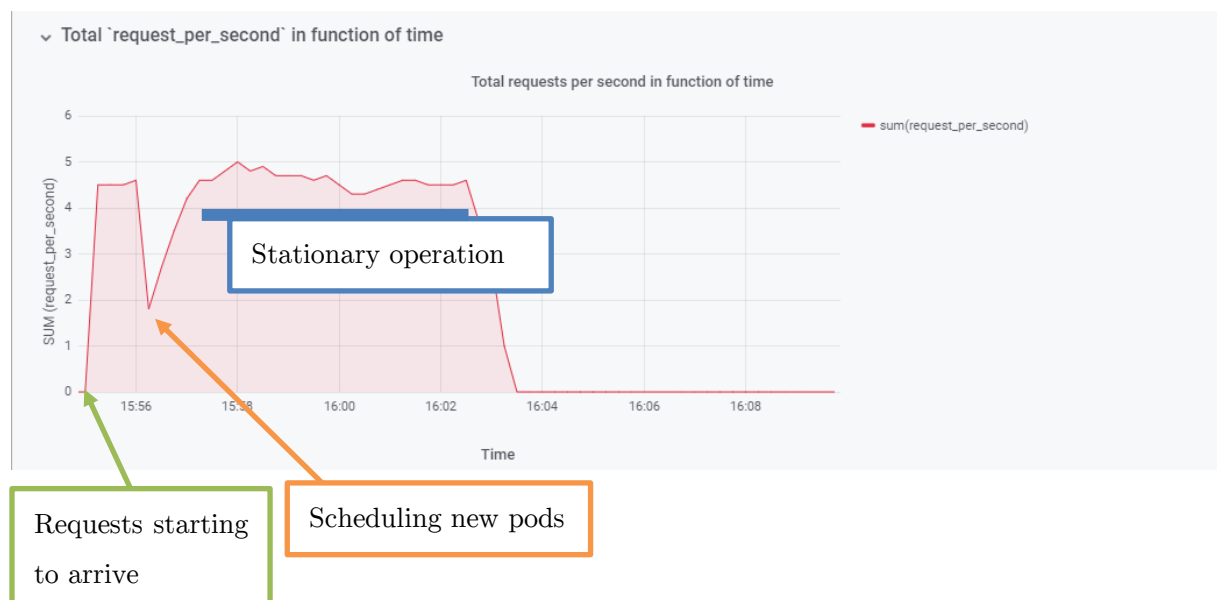 Total `request_per_second` in function of time
Total requests per second in function of time
6
5
4
3
2
1
0
SUM (request_per_second)
sum(request_per_second)
Stationary operation
15:56
15:58
16:00
16:02
16:04
16:06
16:08
Time
Requests starting
to arrive
Scheduling new pods